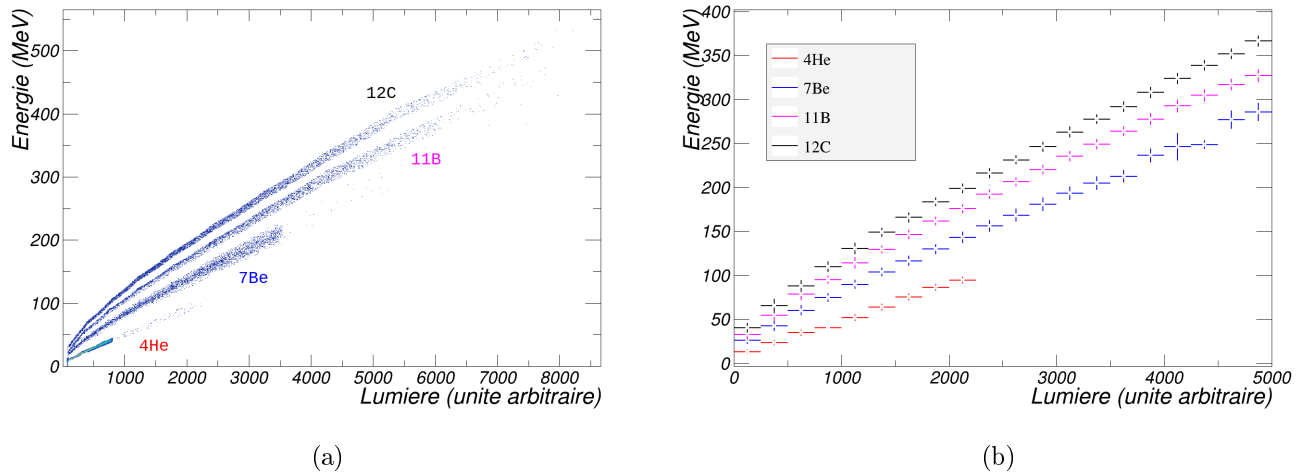 Energie (MeV)
500
400
300
200
100
0
12C
11B
7Be
4He
1000 2000 3000 4000 5000 6000 7000 8000
Lumiere (unite arbitraire)
(a)
Energie (MeV)
400
350
300
250
200
150
100
50
0
4He
7Be
11B
12C
0 1000 2000 3000 4000 5000
Lumiere (unite arbitraire)
(b)